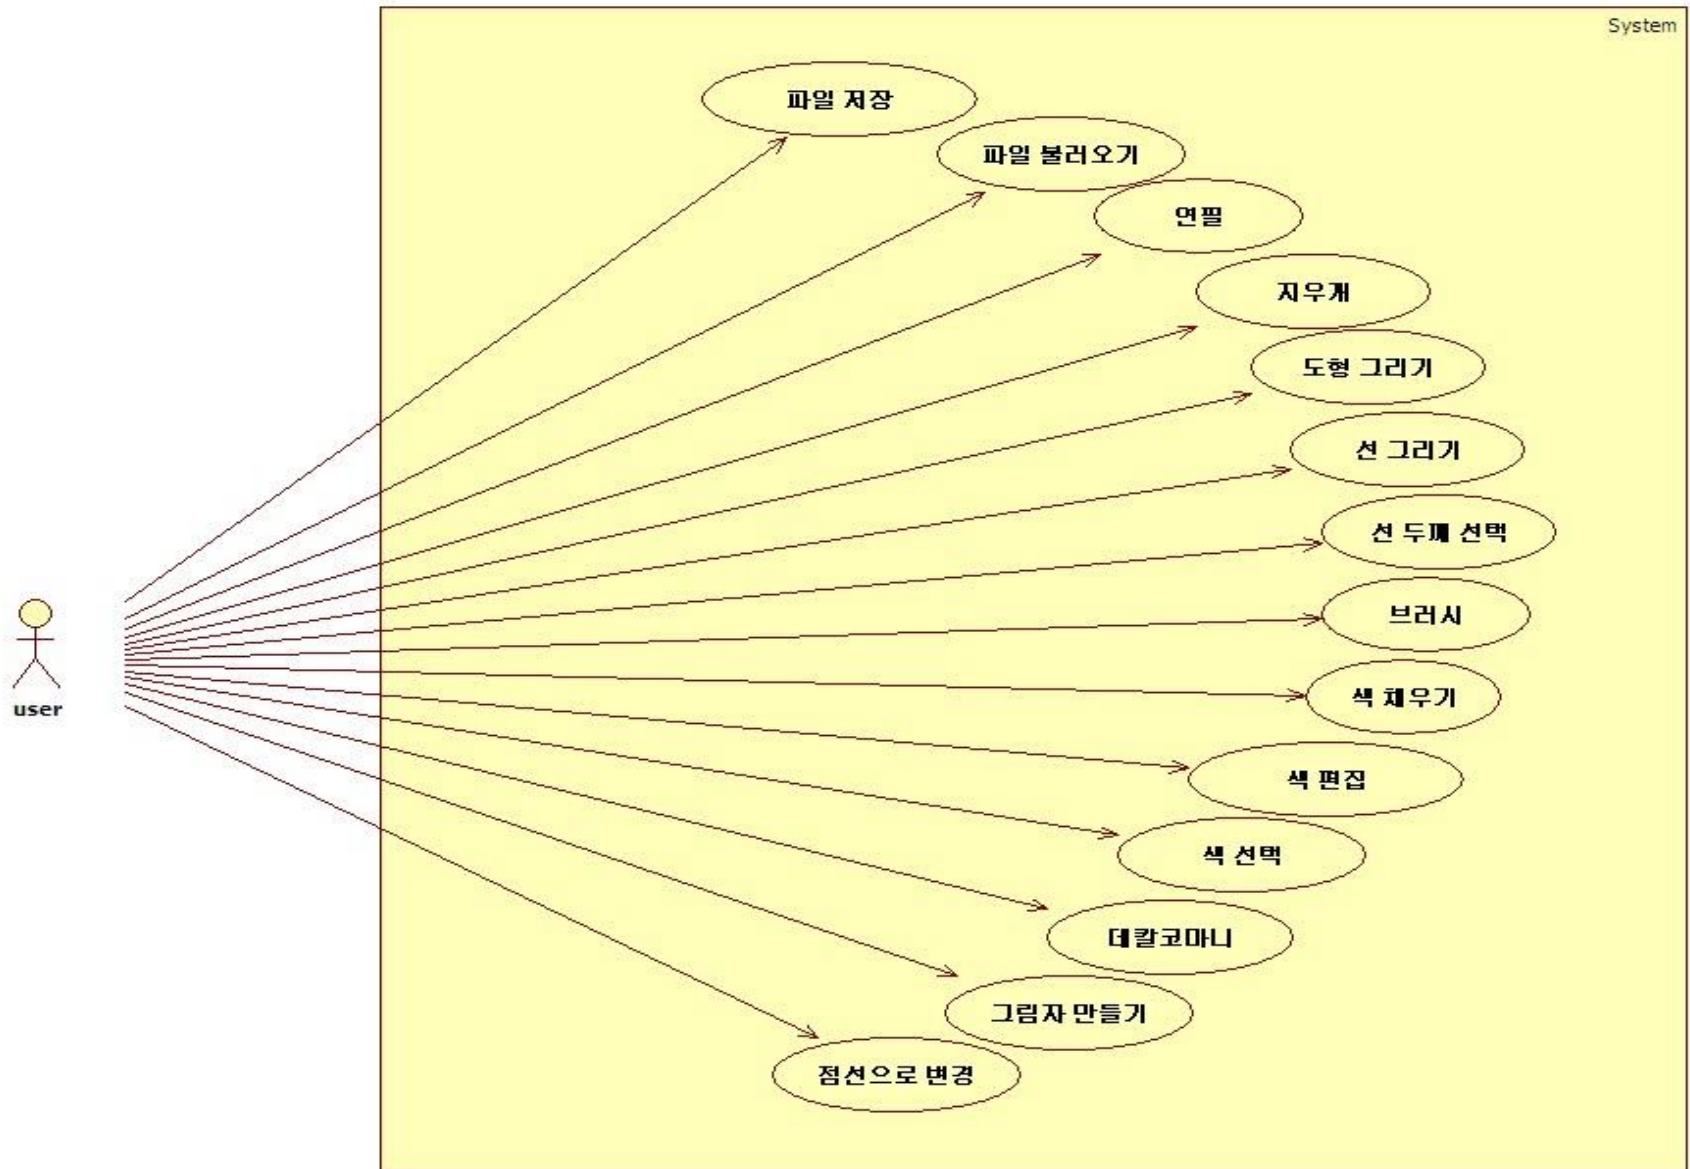 System
파일 저장
파일 불러오기
연필
지우개
도형 그리기
선 그리기
선 두께 선택
브러시
색 채우기
user
색 편집
색 선택
데칼코마니
그림자 만들기
점선으로 변경